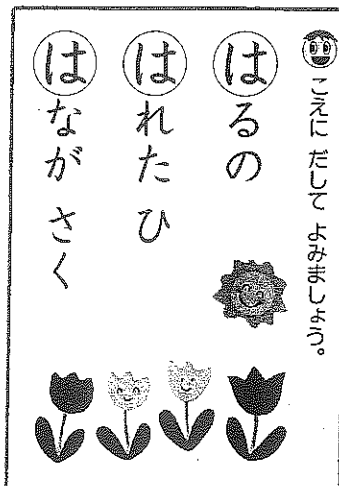 こえに だして よみましょう。
はるの
はれた ひ
はなが さく